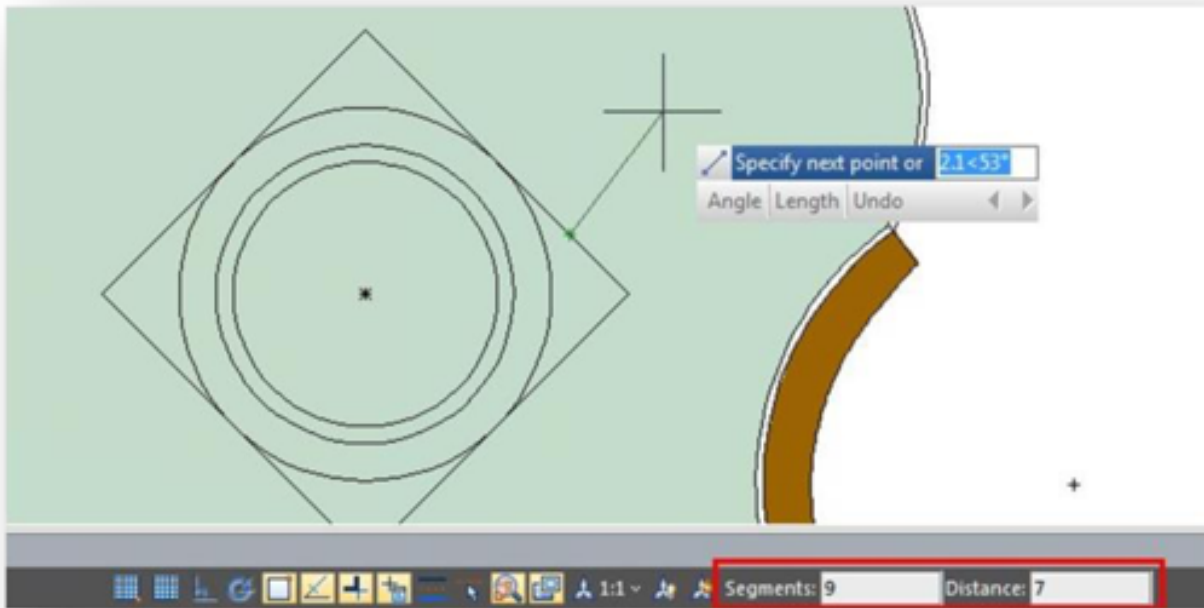 Specify next point or 2.1<53°
Angle Length Undo
1:1 Segments: 9 Distance: 7